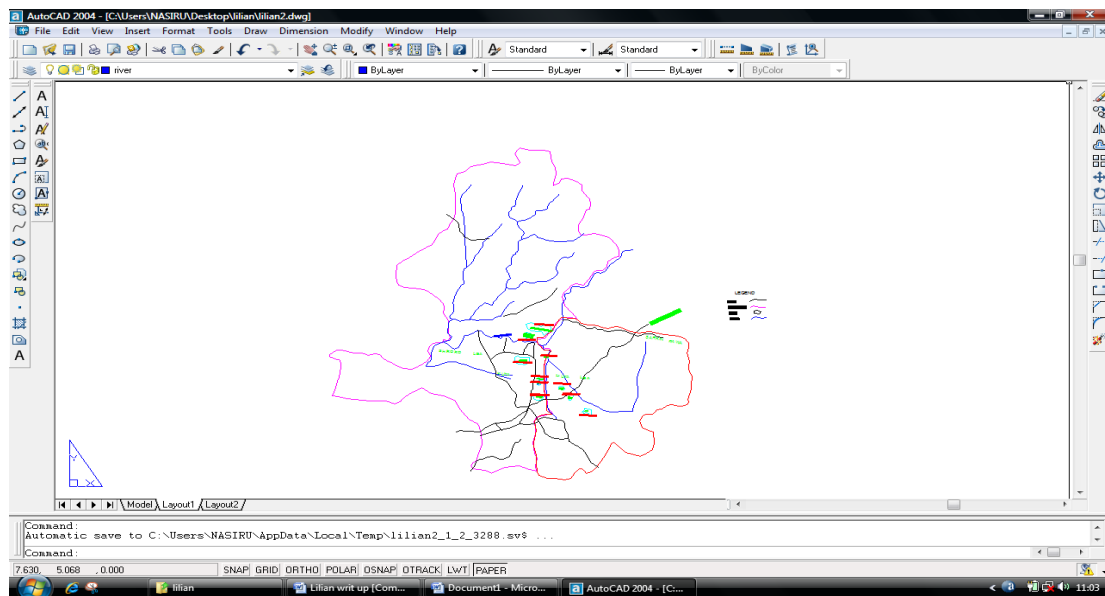 AutoCAD 2004 - [C:\Users\NASIRU\Desktop\lilian\lilian2.dwg]
File Edit View Insert Format Tools Draw Dimension Modify Window Help
Standard Standard
river ByLayer ByLayer ByLayer ByColor
LEGEND
Model Layout1 Layout2
Command:
Automatic save to C:\Users\NASIRU\AppData\Local\Temp\lilian2_1_2_3288.sv$ ...
Command:
7.630, 5.068 , 0.000 SNAP GRID ORTHO POLAR OSNAP OTRACK LWT PAPER
lilian Lilian writ up [Com... Document1 - Micro... AutoCAD 2004 - [C:... 11:03